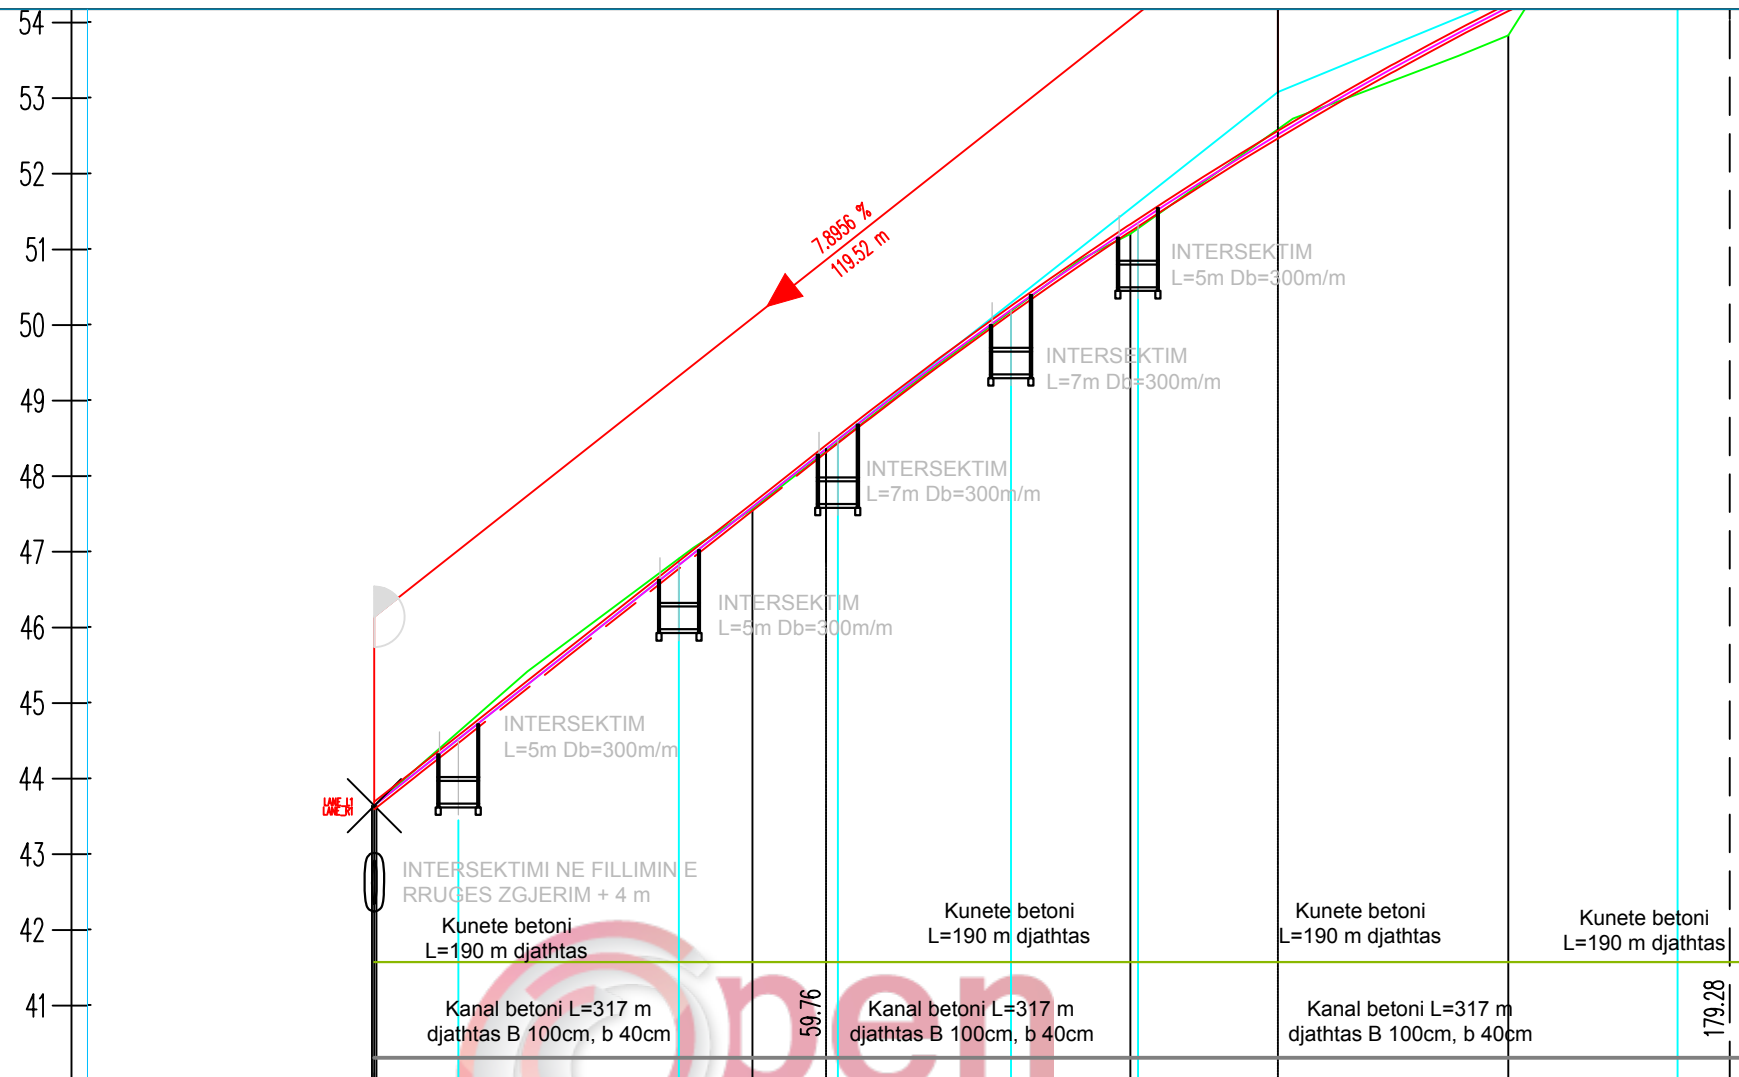 54
53
52
51
50
49
48
47
46
45
44
43
42
41
7.8956 %
119.52 m
INTERSEKTIM
L=5m Db=300m/m
INTERSEKTIM
L=7m Db=300m/m
INTERSEKTIM
L=7m Db=300m/m
INTERSEKTIM
L=5m Db=300m/m
INTERSEKTIM
L=5m Db=300m/m
LANE_L1
LANE_R1
INTERSEKTIMI NE FILLIMIN E
RRUGES ZGJERIM + 4 m
Kunete betoni
L=190 m djathtas
Kunete betoni
L=190 m djathtas
Kunete betoni
L=190 m djathtas
Kunete betoni
L=190 m djathtas
Kanal betoni L=317 m
djathtas B 100cm, b 40cm
59.76
Kanal betoni L=317 m
djathtas B 100cm, b 40cm
Kanal betoni L=317 m
djathtas B 100cm, b 40cm
179.28
Open